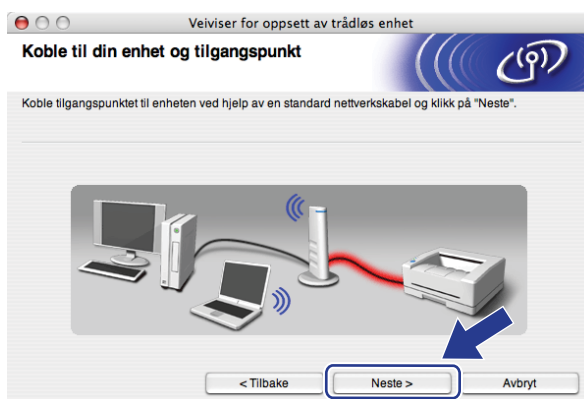 Veiviser for oppsett av trådløs enhet
Koble til din enhet og tilgangspunkt
Koble tilgangspunktet til enheten ved hjelp av en standard nettverkskabel og klikk på "Neste".
< Tilbake
Neste >
Avbryt